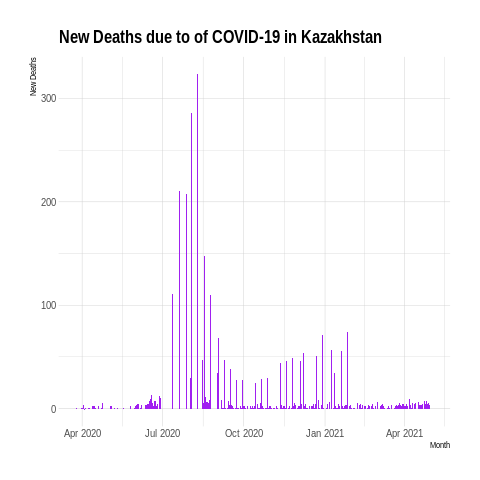 New Deaths due to of COVID-19 in Kazakhstan
New Deaths
300
200
100
0
Apr 2020 Jul 2020 Oct 2020 Jan 2021 Apr 2021
Month